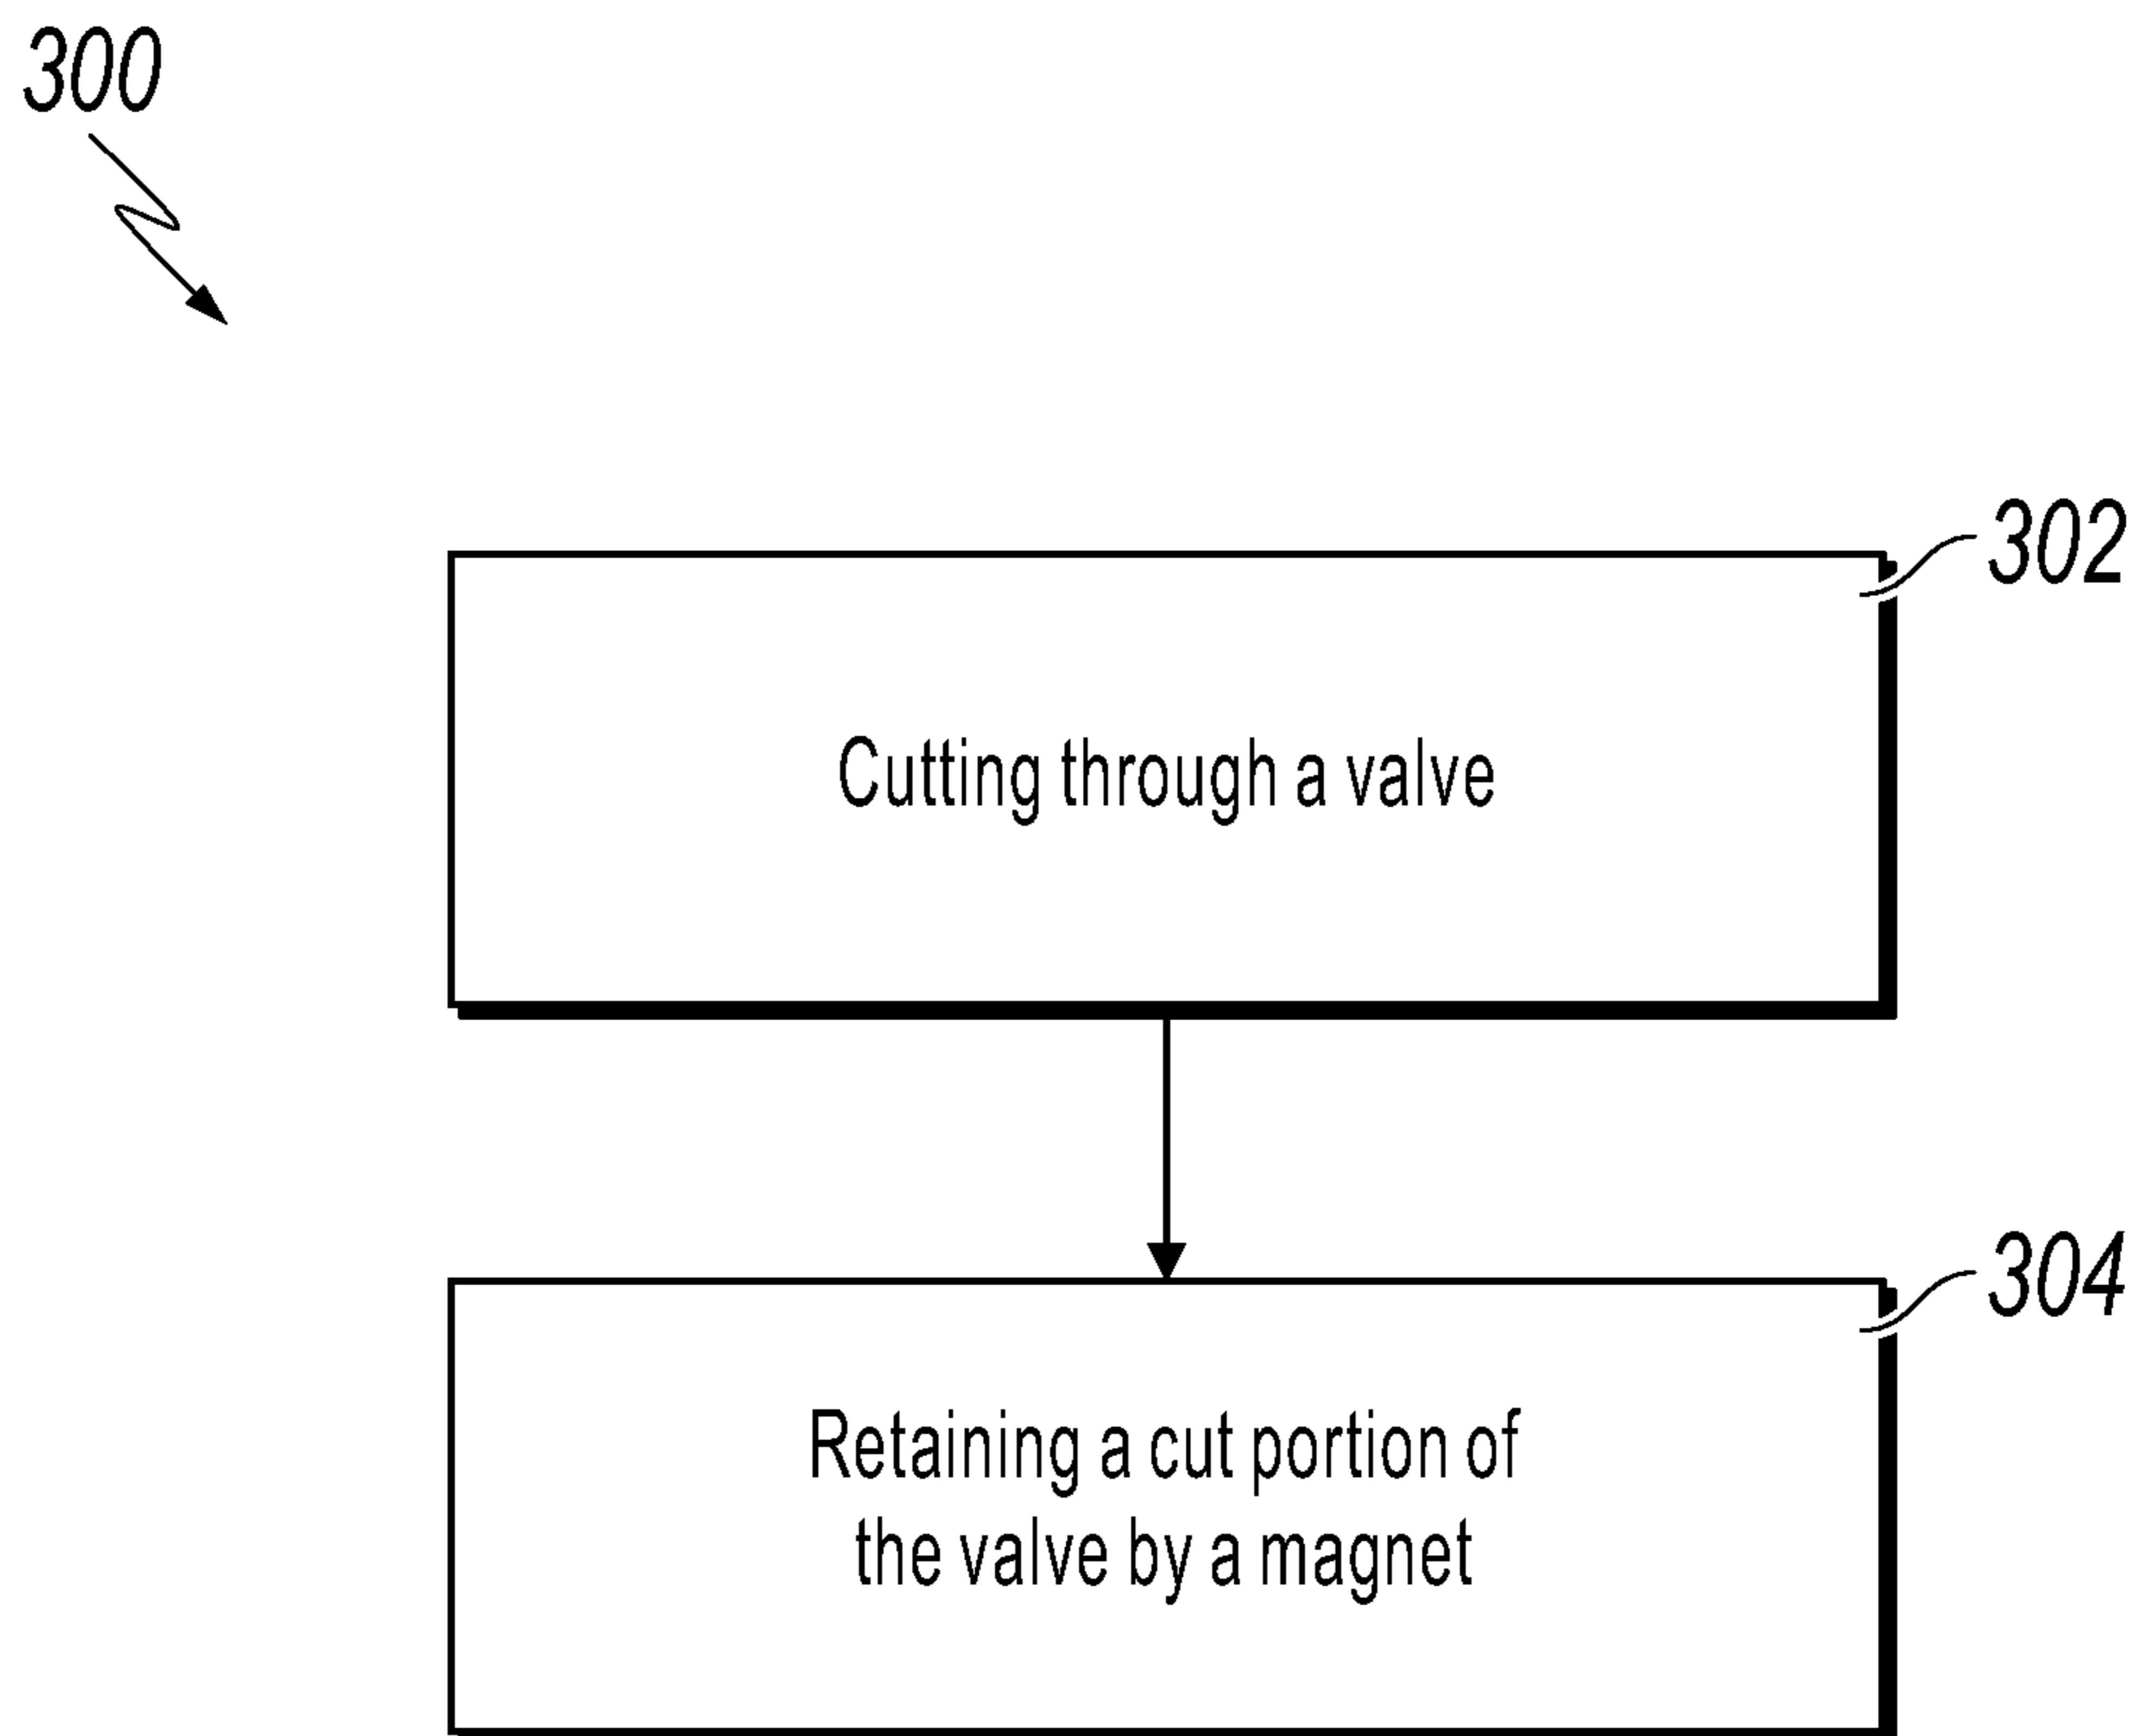 300
302
Cutting through a valve
304
Retaining a cut portion of
the valve by a magnet